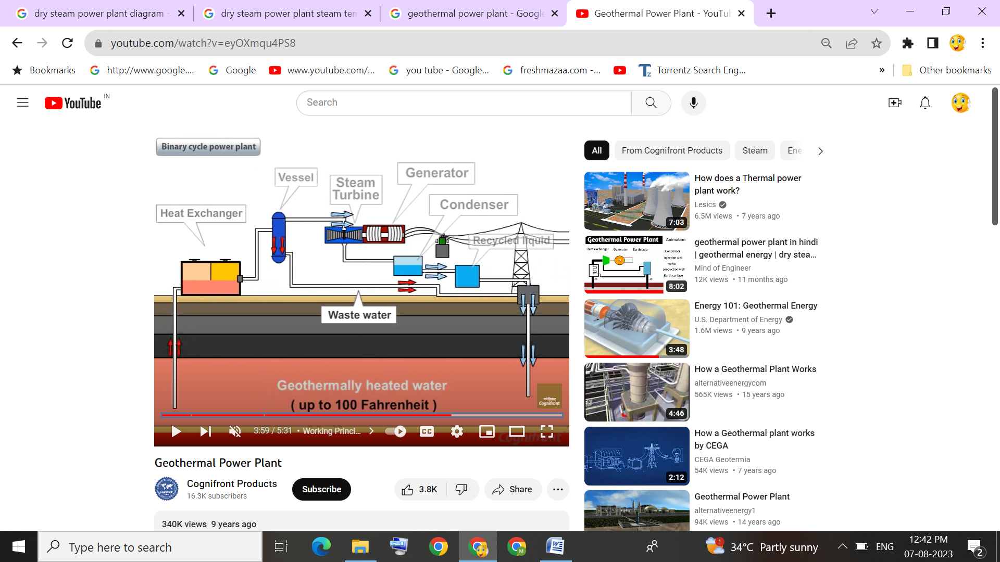 dry steam power plant diagram -
dry steam power plant steam tem
geothermal power plant - Google
Geothermal Power Plant - YouTub
youtube.com/watch?v=eyOXmqu4PS8
Bookmarks
http://www.google....
Google
www.youtube.com/...
you tube - Google...
freshmazaa.com -...
Torrentz Search Eng...
»
Other bookmarks
YouTube
IN
Search
Binary cycle power plant
Vessel
Steam
Turbine
Generator
Condenser
Heat Exchanger
Recycled liquid
Waste water
Geothermally heated water
( up to 100 Fahrenheit )
Cognifront
3:59 / 5:31 • Working Princi...
CC
Cognifront
Geothermal Power Plant
Cognifront Products
16.3K subscribers
Subscribe
3.8K
Share
340K views 9 years ago
All
From Cognifront Products
Steam
Ene
How does a Thermal power
plant work?
Lesics
6.5M views • 7 years ago
7:03
Geothermal Power Plant
Animation
Heat exchanger
Generator
Earth core
Condenser
Injection well
valve
production well
Earth surface
8:02
geothermal power plant in hindi
| geothermal energy | dry stea...
Mind of Engineer
12K views • 11 months ago
Energy 101: Geothermal Energy
U.S. Department of Energy
1.6M views • 9 years ago
3:48
How a Geothermal Plant Works
alternativeenergycom
565K views • 15 years ago
4:46
How a Geothermal plant works
by CEGA
CEGA Geotermia
54K views • 7 years ago
2:12
Geothermal Power Plant
alternativeenergy1
94K views • 14 years ago
Type here to search
M
1
34°C Partly sunny
ENG
12:42 PM
07-08-2023
2